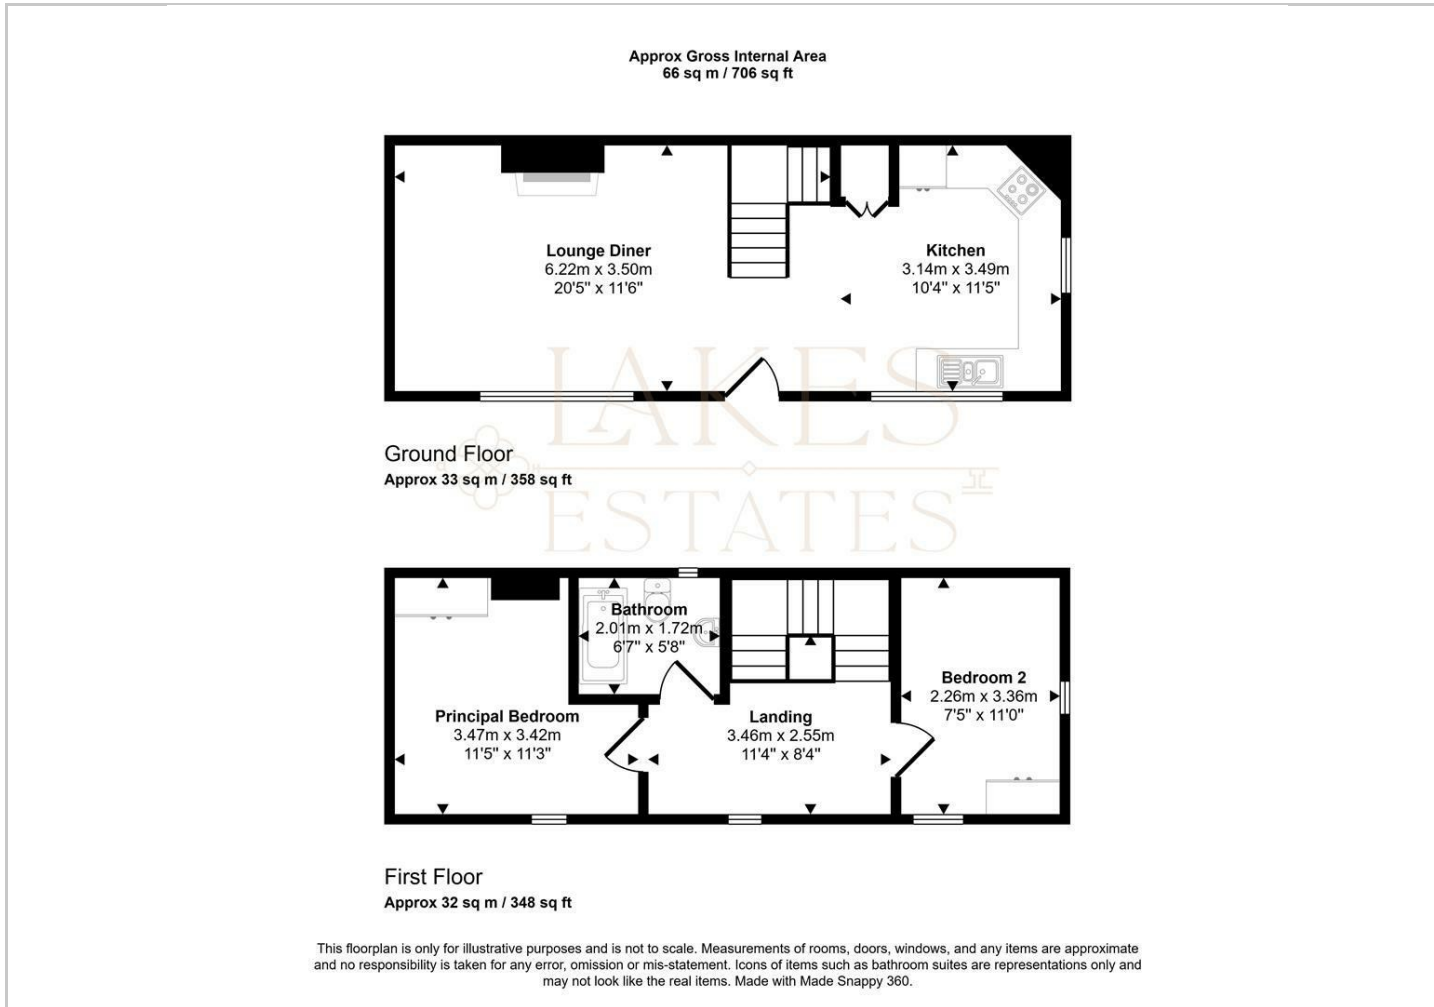 Approx Gross Internal Area
66 sq m / 706 sq ft
Lounge Diner
6.22m x 3.50m
20'5" x 11'6"
Kitchen
3.14m x 3.49m
10'4" x 11'5"
LAKES
ESTATES
Ground Floor
Approx 33 sq m / 358 sq ft
Bathroom
2.01m x 1.72m
6'7" x 5'8"
Principal Bedroom
3.47m x 3.42m
11'5" x 11'3"
Landing
3.46m x 2.55m
11'4" x 8'4"
Bedroom 2
2.26m x 3.36m
7'5" x 11'0"
First Floor
Approx 32 sq m / 348 sq ft
This floorplan is only for illustrative purposes and is not to scale. Measurements of rooms, doors, windows, and any items are approximate
and no responsibility is taken for any error, omission or mis-statement. Icons of items such as bathroom suites are representations only and
may not look like the real items. Made with Made Snappy 360.